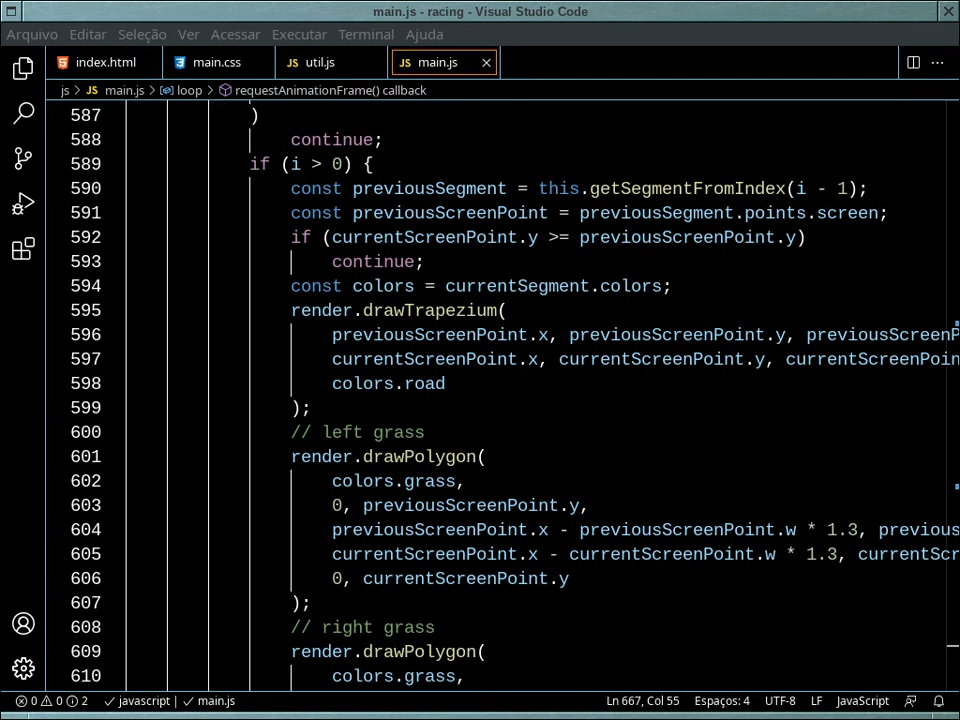 main.js - racing - Visual Studio Code
Arquivo Editar Seleção Ver Acessar Executar Terminal Ajuda
index.html main.css JS util.js JS main.js
js > JS main.js > loop > requestAnimationFrame() callback
587 )
588 continue;
589 if (i > 0) {
590 const previousSegment = this.getSegmentFromIndex(i - 1);
591 const previousScreenPoint = previousSegment.points.screen;
592 if (currentScreenPoint.y >= previousScreenPoint.y)
593 continue;
594 const colors = currentSegment.colors;
595 render.drawTrapezium(
596 previousScreenPoint.x, previousScreenPoint.y, previousScreenP
597 currentScreenPoint.x, currentScreenPoint.y, currentScreenPoin
598 colors.road
599 );
600 // left grass
601 render.drawPolygon(
602 colors.grass,
603 0, previousScreenPoint.y,
604 previousScreenPoint.x - previousScreenPoint.w * 1.3, previous
605 currentScreenPoint.x - currentScreenPoint.w * 1.3, currentScr
606 0, currentScreenPoint.y
607 );
608 // right grass
609 render.drawPolygon(
610 colors.grass,
0 0 2 javascript | main.js Ln 667, Col 55 Espaços: 4 UTF-8 LF JavaScript